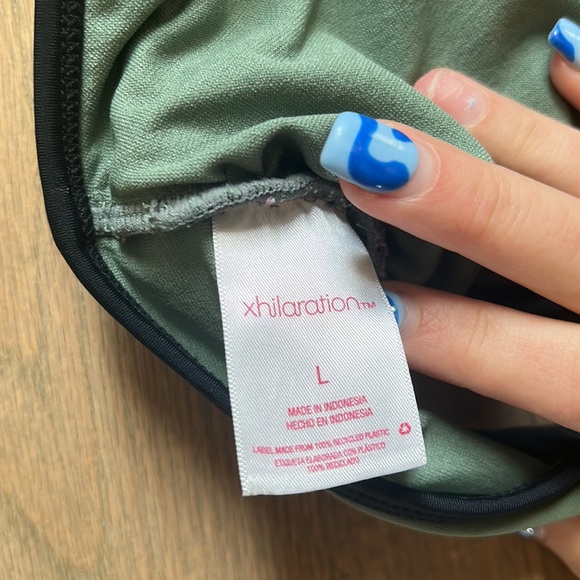 xhilaration™
L
MADE IN INDONESIA
HECHO EN INDONESIA
LABEL MADE FROM 100% RECYCLED PLASTIC
ETIQUETA ELABORADA CON PLÁSTICO
100% RECICLADO